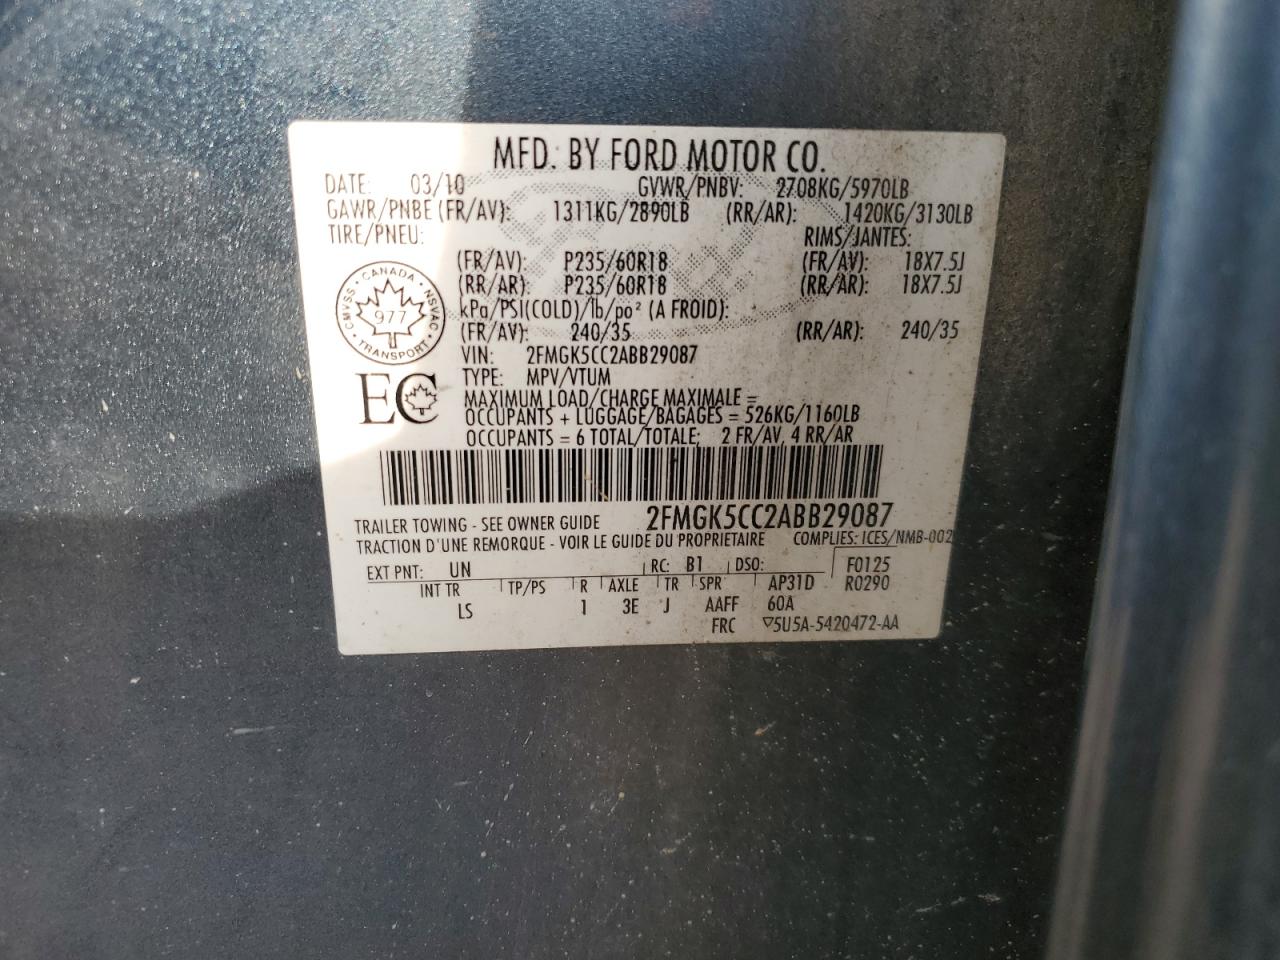 MFD. BY FORD MOTOR CO.
DATE: 03/10 GVWR/PNBV: 2708KG/5970LB
GAWR/PNBE (FR/AV): 1311KG/2890LB (RR/AR): 1420KG/3130LB
TIRE/PNEU: RIMS/JANTES:
(FR/AV): P235/60R18 (FR/AV): 18X7.5J
(RR/AR): P235/60R18 (RR/AR): 18X7.5J
kPa/PSI(COLD)/lb/po² (A FROID):
(FR/AV): 240/35 (RR/AR): 240/35
CANADA
CMVSS · NSVAC
977
TRANSPORT
VIN: 2FMGK5CC2ABB29087
TYPE: MPV/VTUM
EC
MAXIMUM LOAD/CHARGE MAXIMALE =
OCCUPANTS + LUGGAGE/BAGAGES = 526KG/1160LB
OCCUPANTS = 6 TOTAL/TOTALE; 2 FR/AV, 4 RR/AR
TRAILER TOWING - SEE OWNER GUIDE 2FMGK5CC2ABB29087
TRACTION D'UNE REMORQUE - VOIR LE GUIDE DU PROPRIETAIRE COMPLIES: ICES/NMB-002
EXT PNT: UN RC: B1 DSO: F0125
INT TR TP/PS R AXLE TR SPR AP31D R0290
LS 1 3E J AAFF 60A
FRC ▽5U5A-5420472-AA